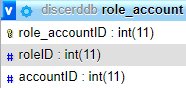 v discerddb role_account
role_accountID : int(11)
# roleID : int(11)
# accountID : int(11)